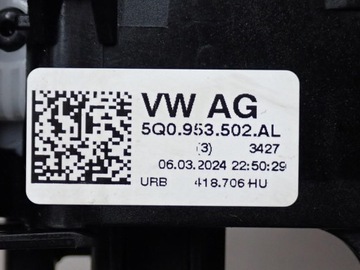 VW AG
5Q0.953.502.AL
(3) 3427
06.03.2024 22:50:29
URB 418.706 HU